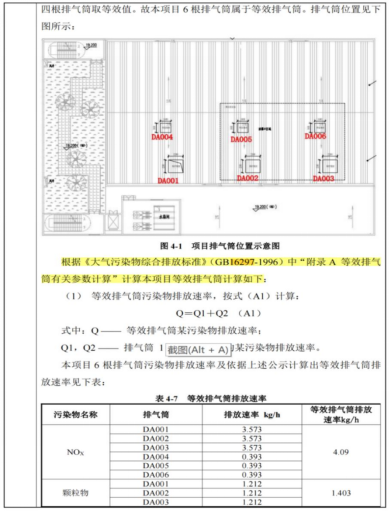 四根排气筒取等效值。故本项目 6 根排气筒属于等效排气筒。排气筒位置见下
图所示：
DA004
DA005
DA006
DA001
DA002
DA003
图 4-1 项目排气筒位置示意图
根据《大气污染物综合排放标准》（GB16297-1996）中“附录 A 等效排气
筒有关参数计算”计算本项目等效排气筒计算如下：
（1） 等效排气筒污染物排放速率，按式（A1）计算：
Q＝Q1+Q2 （A1）
式中：Q —— 等效排气筒某污染物排放速率；
Q1，Q2 —— 排气筒 1 截图(Alt + A) 某污染物排放速率。
本项目 6 根排气筒污染物排放速率及依据上述公示计算出等效排气筒排
放速率见下表：
表 4-7 等效排气筒排放速率
污染物名称 排气筒 排放速率 kg/h 等效排气筒排放
速率kg/h
NOx DA001 3.573 4.09
DA002 3.573
DA003 3.573
DA004 0.393
DA005 0.393
DA006 0.393
颗粒物 DA001 1.212 1.403
DA002 1.212
DA003 1.212